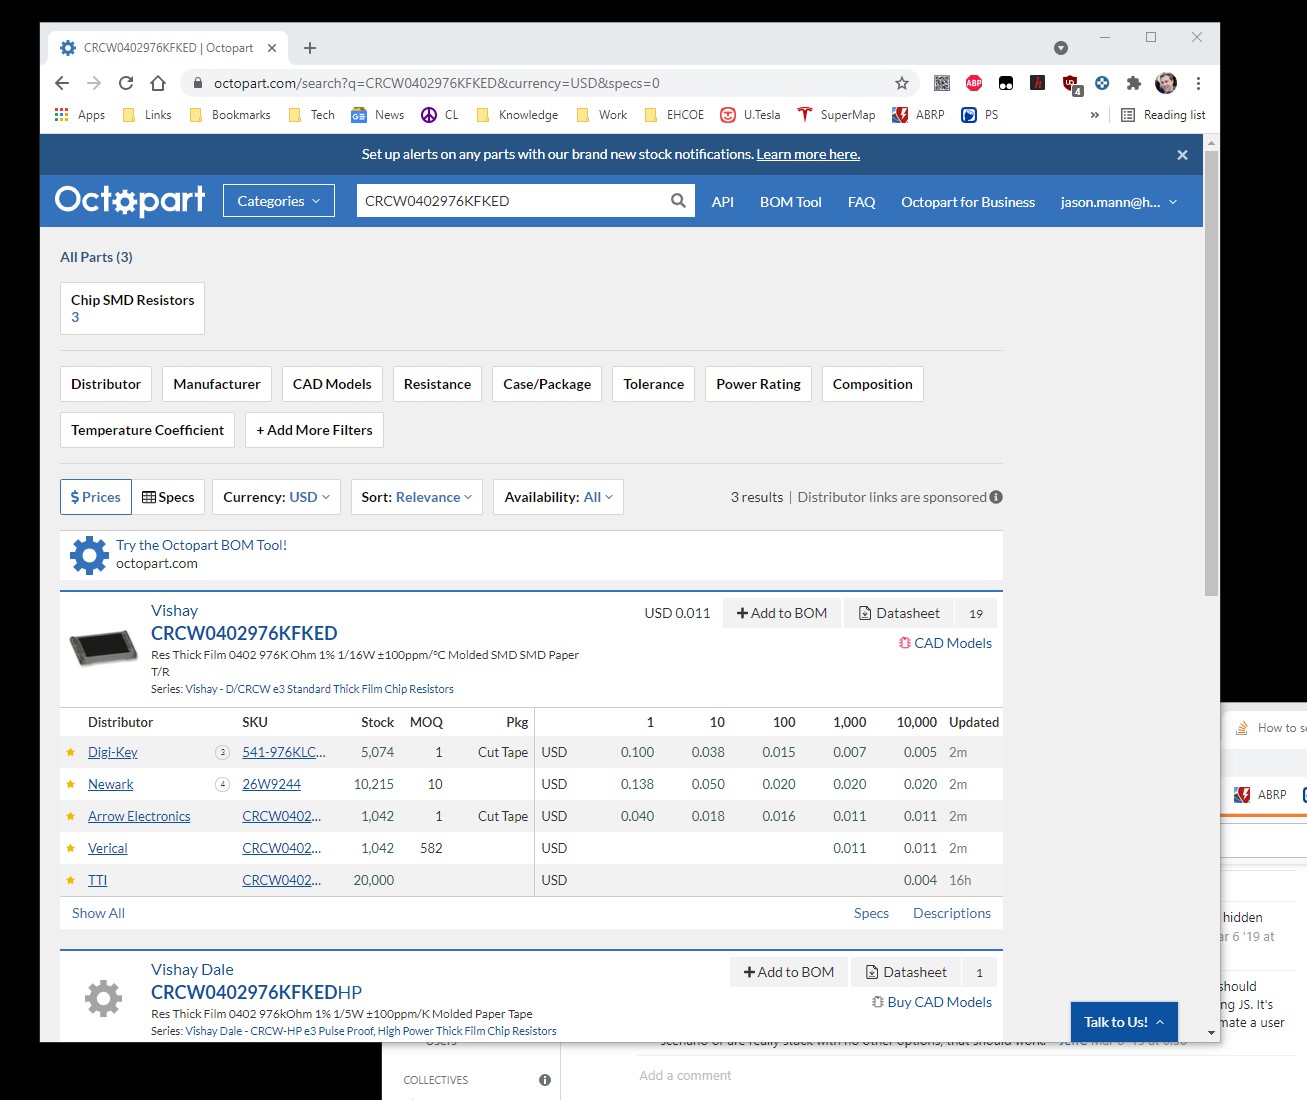 CRCW0402976KFKED | Octopart
octopart.com/search?q=CRCW0402976KFKED&currency=USD&specs=0
ABP
4
Apps Links Bookmarks Tech News CL Knowledge Work EHCOE U.Tesla SuperMap ABRP PS » Reading list
Set up alerts on any parts with our brand new stock notifications. Learn more here.
Octopart Categories CRCW0402976KFKED API BOM Tool FAQ Octopart for Business jason.mann@h...
All Parts (3)
Chip SMD Resistors
3
Distributor Manufacturer CAD Models Resistance Case/Package Tolerance Power Rating Composition
Temperature Coefficient + Add More Filters
$ Prices Specs Currency: USD Sort: Relevance Availability: All 3 results | Distributor links are sponsored
Try the Octopart BOM Tool!
octopart.com
Vishay USD 0.011 + Add to BOM Datasheet 19
CRCW0402976KFKED
CAD Models
Res Thick Film 0402 976K Ohm 1% 1/16W ±100ppm/°C Molded SMD SMD Paper
T/R
Series: Vishay - D/CRCW e3 Standard Thick Film Chip Resistors
Distributor SKU Stock MOQ Pkg 1 10 100 1,000 10,000 Updated
Digi-Key 3 541-976KLC... 5,074 1 Cut Tape USD 0.100 0.038 0.015 0.007 0.005 2m
Newark 4 26W9244 10,215 10 USD 0.138 0.050 0.020 0.020 0.020 2m
Arrow Electronics CRCW0402... 1,042 1 Cut Tape USD 0.040 0.018 0.016 0.011 0.011 2m
Verical CRCW0402... 1,042 582 USD 0.011 0.011 2m
TTI CRCW0402... 20,000 USD 0.004 16h
Show All Specs Descriptions
Vishay Dale + Add to BOM Datasheet 1
CRCW0402976KFKEDHP
Buy CAD Models
Res Thick Film 0402 976kOhm 1% 1/5W ±100ppm/K Molded Paper Tape
Series: Vishay Dale - CRCW-HP e3 Pulse Proof, High Power Thick Film Chip Resistors
Talk to Us!
How to se
ABRP
hidden
ar 6 '19 at
should
ng JS. It's
mate a user
COLLECTIVES
Add a comment